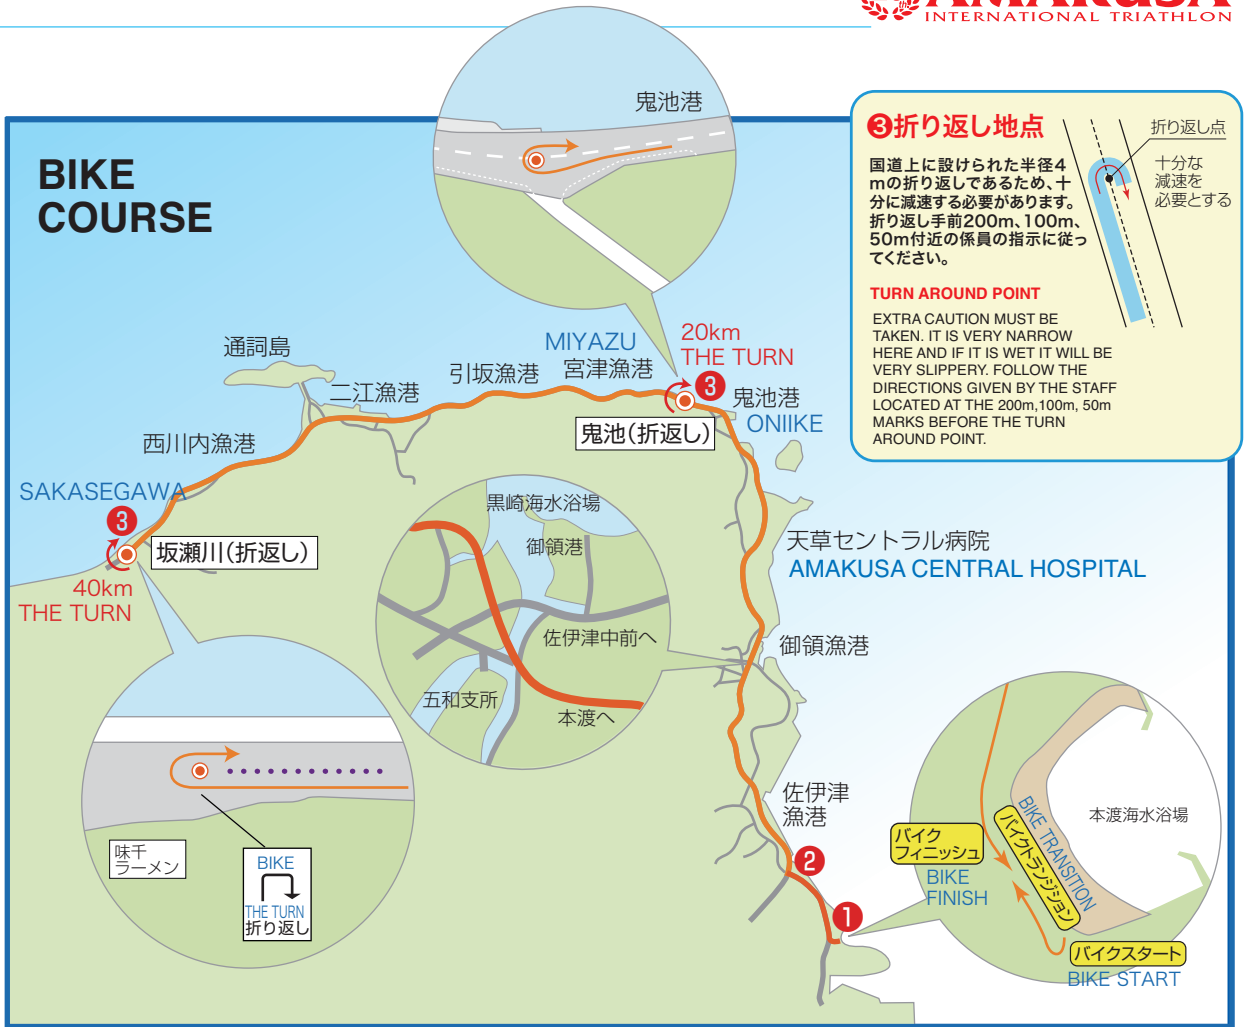 AMAKUSA
INTERNATIONAL TRIATHLON
BIKE
COURSE
鬼池港
❸折り返し地点
国道上に設けられた半径4
mの折り返しであるため、十
分に減速する必要があります。
折り返し手前200m、100m、
50m付近の係員の指示に従っ
てください。
TURN AROUND POINT
EXTRA CAUTION MUST BE
TAKEN. IT IS VERY NARROW
HERE AND IF IT IS WET IT WILL BE
VERY SLIPPERY. FOLLOW THE
DIRECTIONS GIVEN BY THE STAFF
LOCATED AT THE 200m,100m, 50m
MARKS BEFORE THE TURN
AROUND POINT.
折り返し点
十分な
減速を
必要とする
通詞島
二江漁港
引坂漁港
MIYAZU
宮津漁港
20km
THE TURN
❸
鬼池港
ONIIKE
鬼池(折返し)
西川内漁港
SAKASEGAWA
❸
坂瀬川(折返し)
40km
THE TURN
黒崎海水浴場
御領港
佐伊津中前へ
五和支所
本渡へ
天草セントラル病院
AMAKUSA CENTRAL HOSPITAL
御領漁港
佐伊津
漁港
❷
❶
味千
ラーメン
BIKE
THE TURN
折り返し
本渡海水浴場
バイク
フィニッシュ
BIKE
FINISH
BIKE TRANSITION
バイクトランジション
バイクスタート
BIKE START